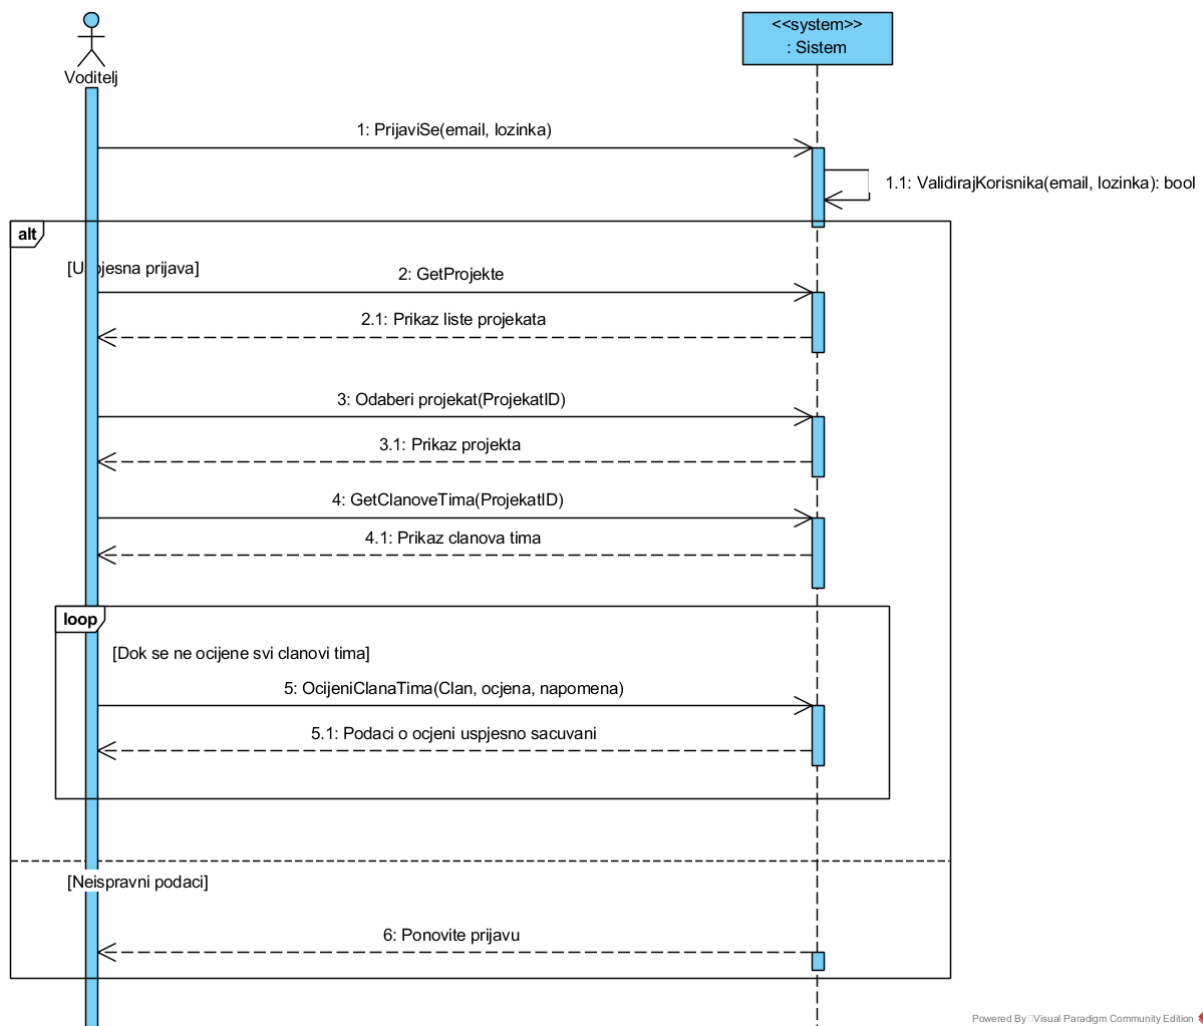 <<system>>
: Sistem
Voditelj
1: PrijaviSe(email, lozinka)
1.1: ValidirajKorisnika(email, lozinka): bool
alt
[Uspjesna prijava]
2: GetProjekte
2.1: Prikaz liste projekata
3: Odaberi projekat(ProjekatID)
3.1: Prikaz projekta
4: GetClanoveTima(ProjekatID)
4.1: Prikaz clanova tima
loop
[Dok se ne ocijene svi clanovi tima]
5: OcijeniClanaTima(Clan, ocjena, napomena)
5.1: Podaci o ocjeni uspjesno sacuvani
[Neispravni podaci]
6: Ponovite prijavu
Powered By Visual Paradigm Community Edition